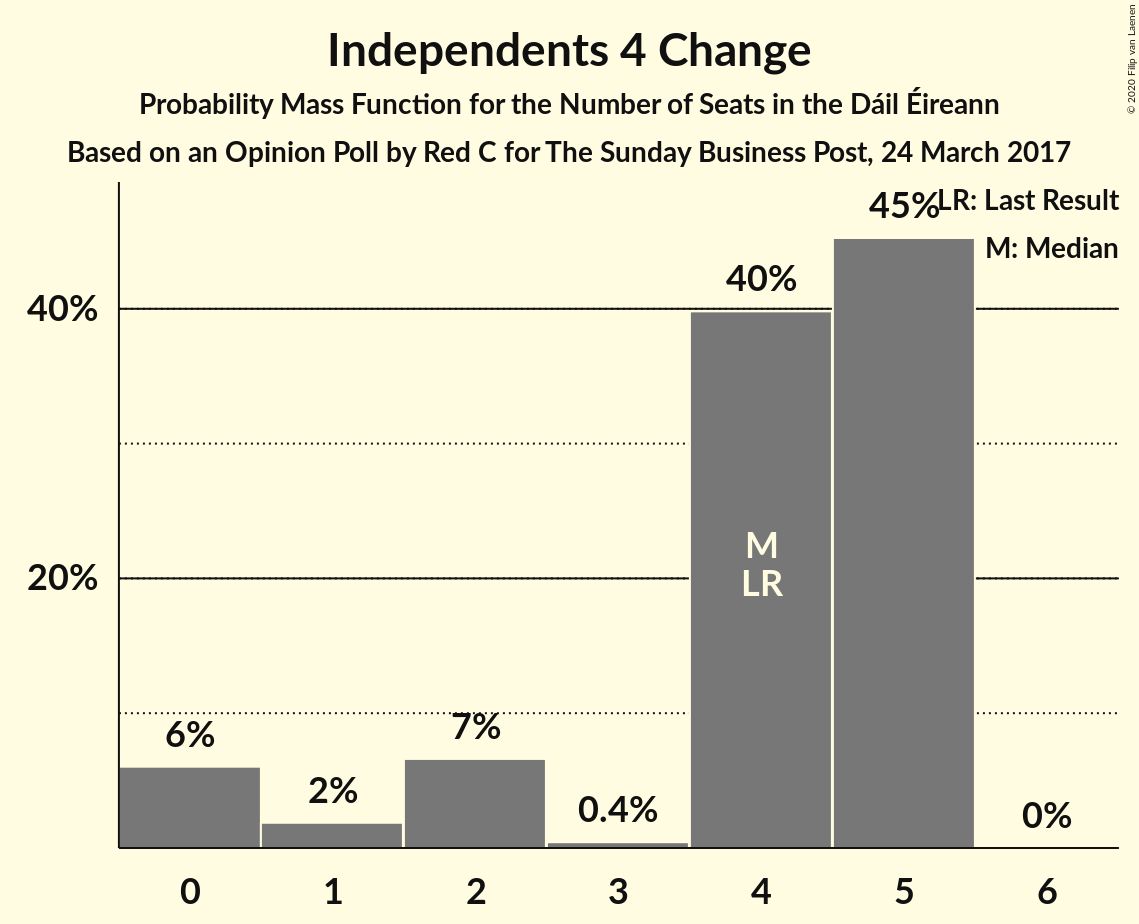 Independents 4 Change
Probability Mass Function for the Number of Seats in the Dáil Éireann
Based on an Opinion Poll by Red C for The Sunday Business Post, 24 March 2017
© 2020 Filip van Laenen
LR: Last Result
M: Median
45%
40%
40%
M
LR
20%
6%
2%
7%
0.4%
0%
0 1 2 3 4 5 6